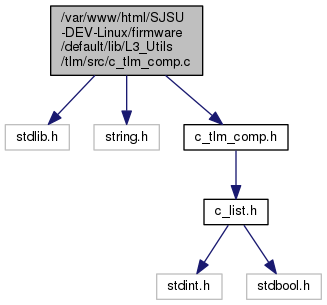 /var/www/html/SJSU
-DEV-Linux/firmware
/default/lib/L3_Utils
/tlm/src/c_tlm_comp.c
stdlib.h
string.h
c_tlm_comp.h
c_list.h
stdint.h
stdbool.h